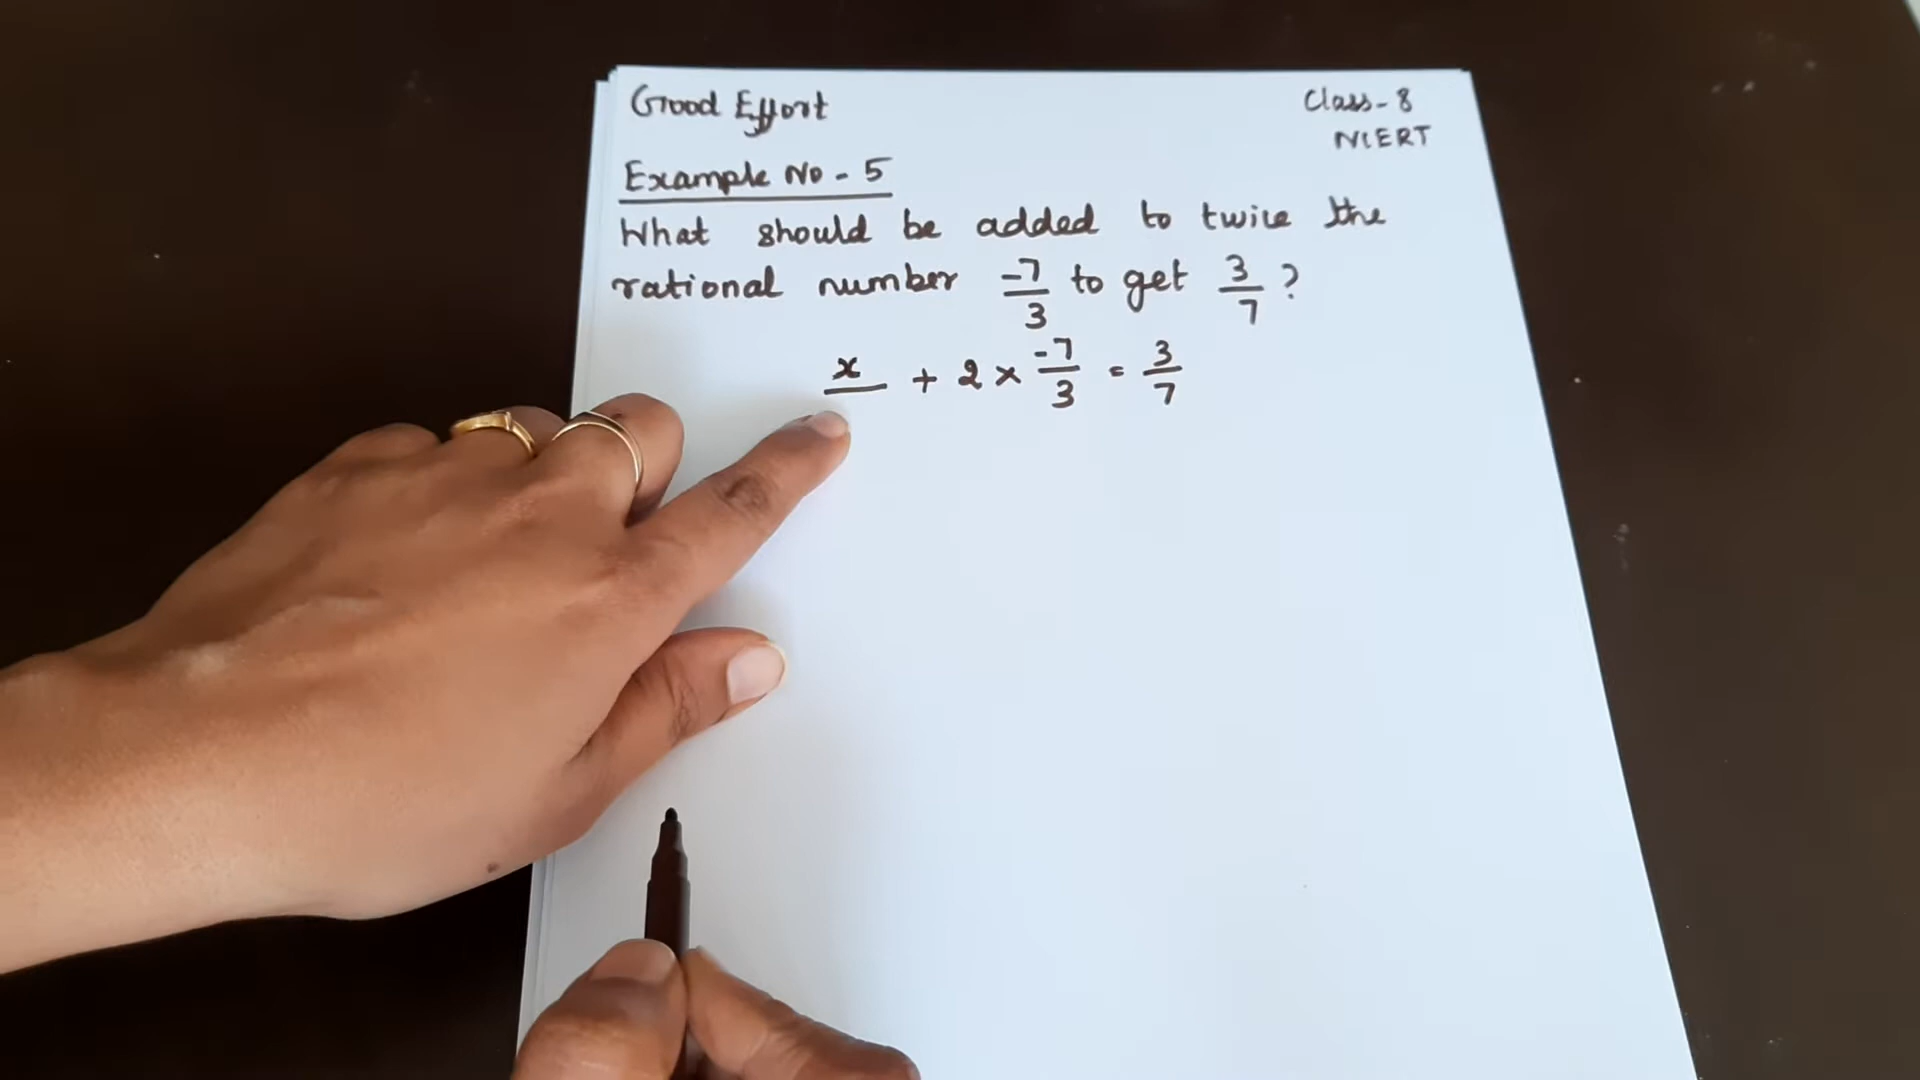 Good Effort
Class-8
NCERT
Example No - 5
What should be added to twice the
rational number -7/3 to get 3/7 ?
x + 2 × -7/3 = 3/7